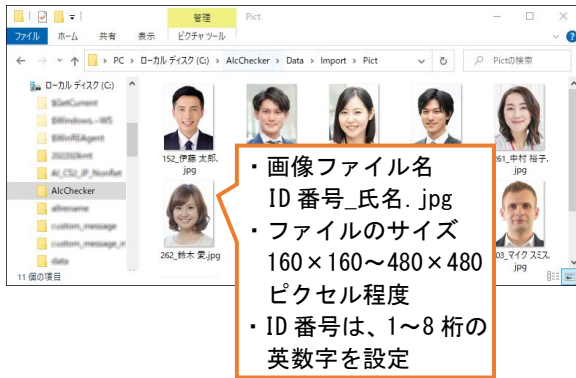 管理
Pict
ファイル ホーム 共有 表示 ピクチャ ツール
PC › ローカル ディスク (C:) › AlcChecker › Data › Import › Pict
Pictの検索
ローカル ディスク (C:)
AlcChecker
data
152_伊藤 太郎.jpg
261_中村 裕子.jpg
262_鈴木 愛.jpg
03_マイク スミス.jpg
11 個の項目
・画像ファイル名
ID 番号_氏名. jpg
・ファイルのサイズ
160×160～480×480
ピクセル程度
・ID 番号は、1～8 桁の
英数字を設定